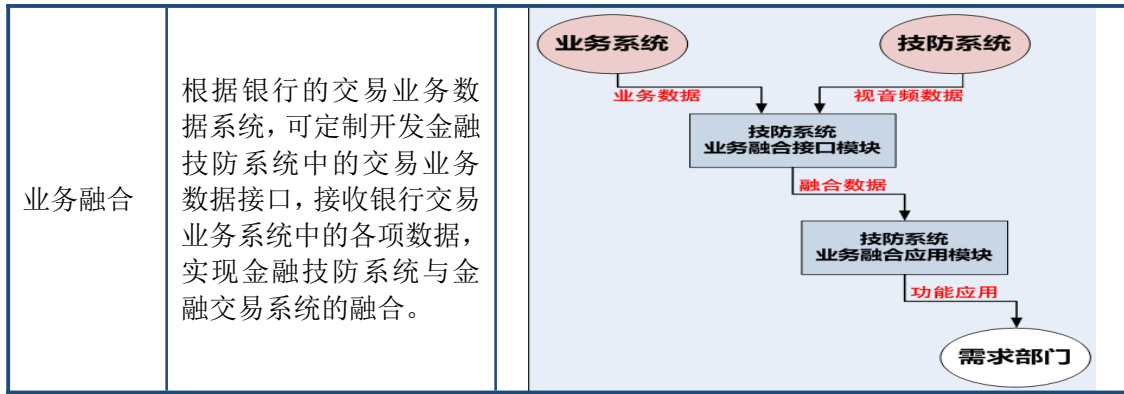 业务融合
根据银行的交易业务数
据系统，可定制开发金融
技防系统中的交易业务
数据接口，接收银行交易
业务系统中的各项数据，
实现金融技防系统与金
融交易系统的融合。
业务系统
技防系统
业务数据
视音频数据
技防系统
业务融合接口模块
融合数据
技防系统
业务融合应用模块
功能应用
需求部门